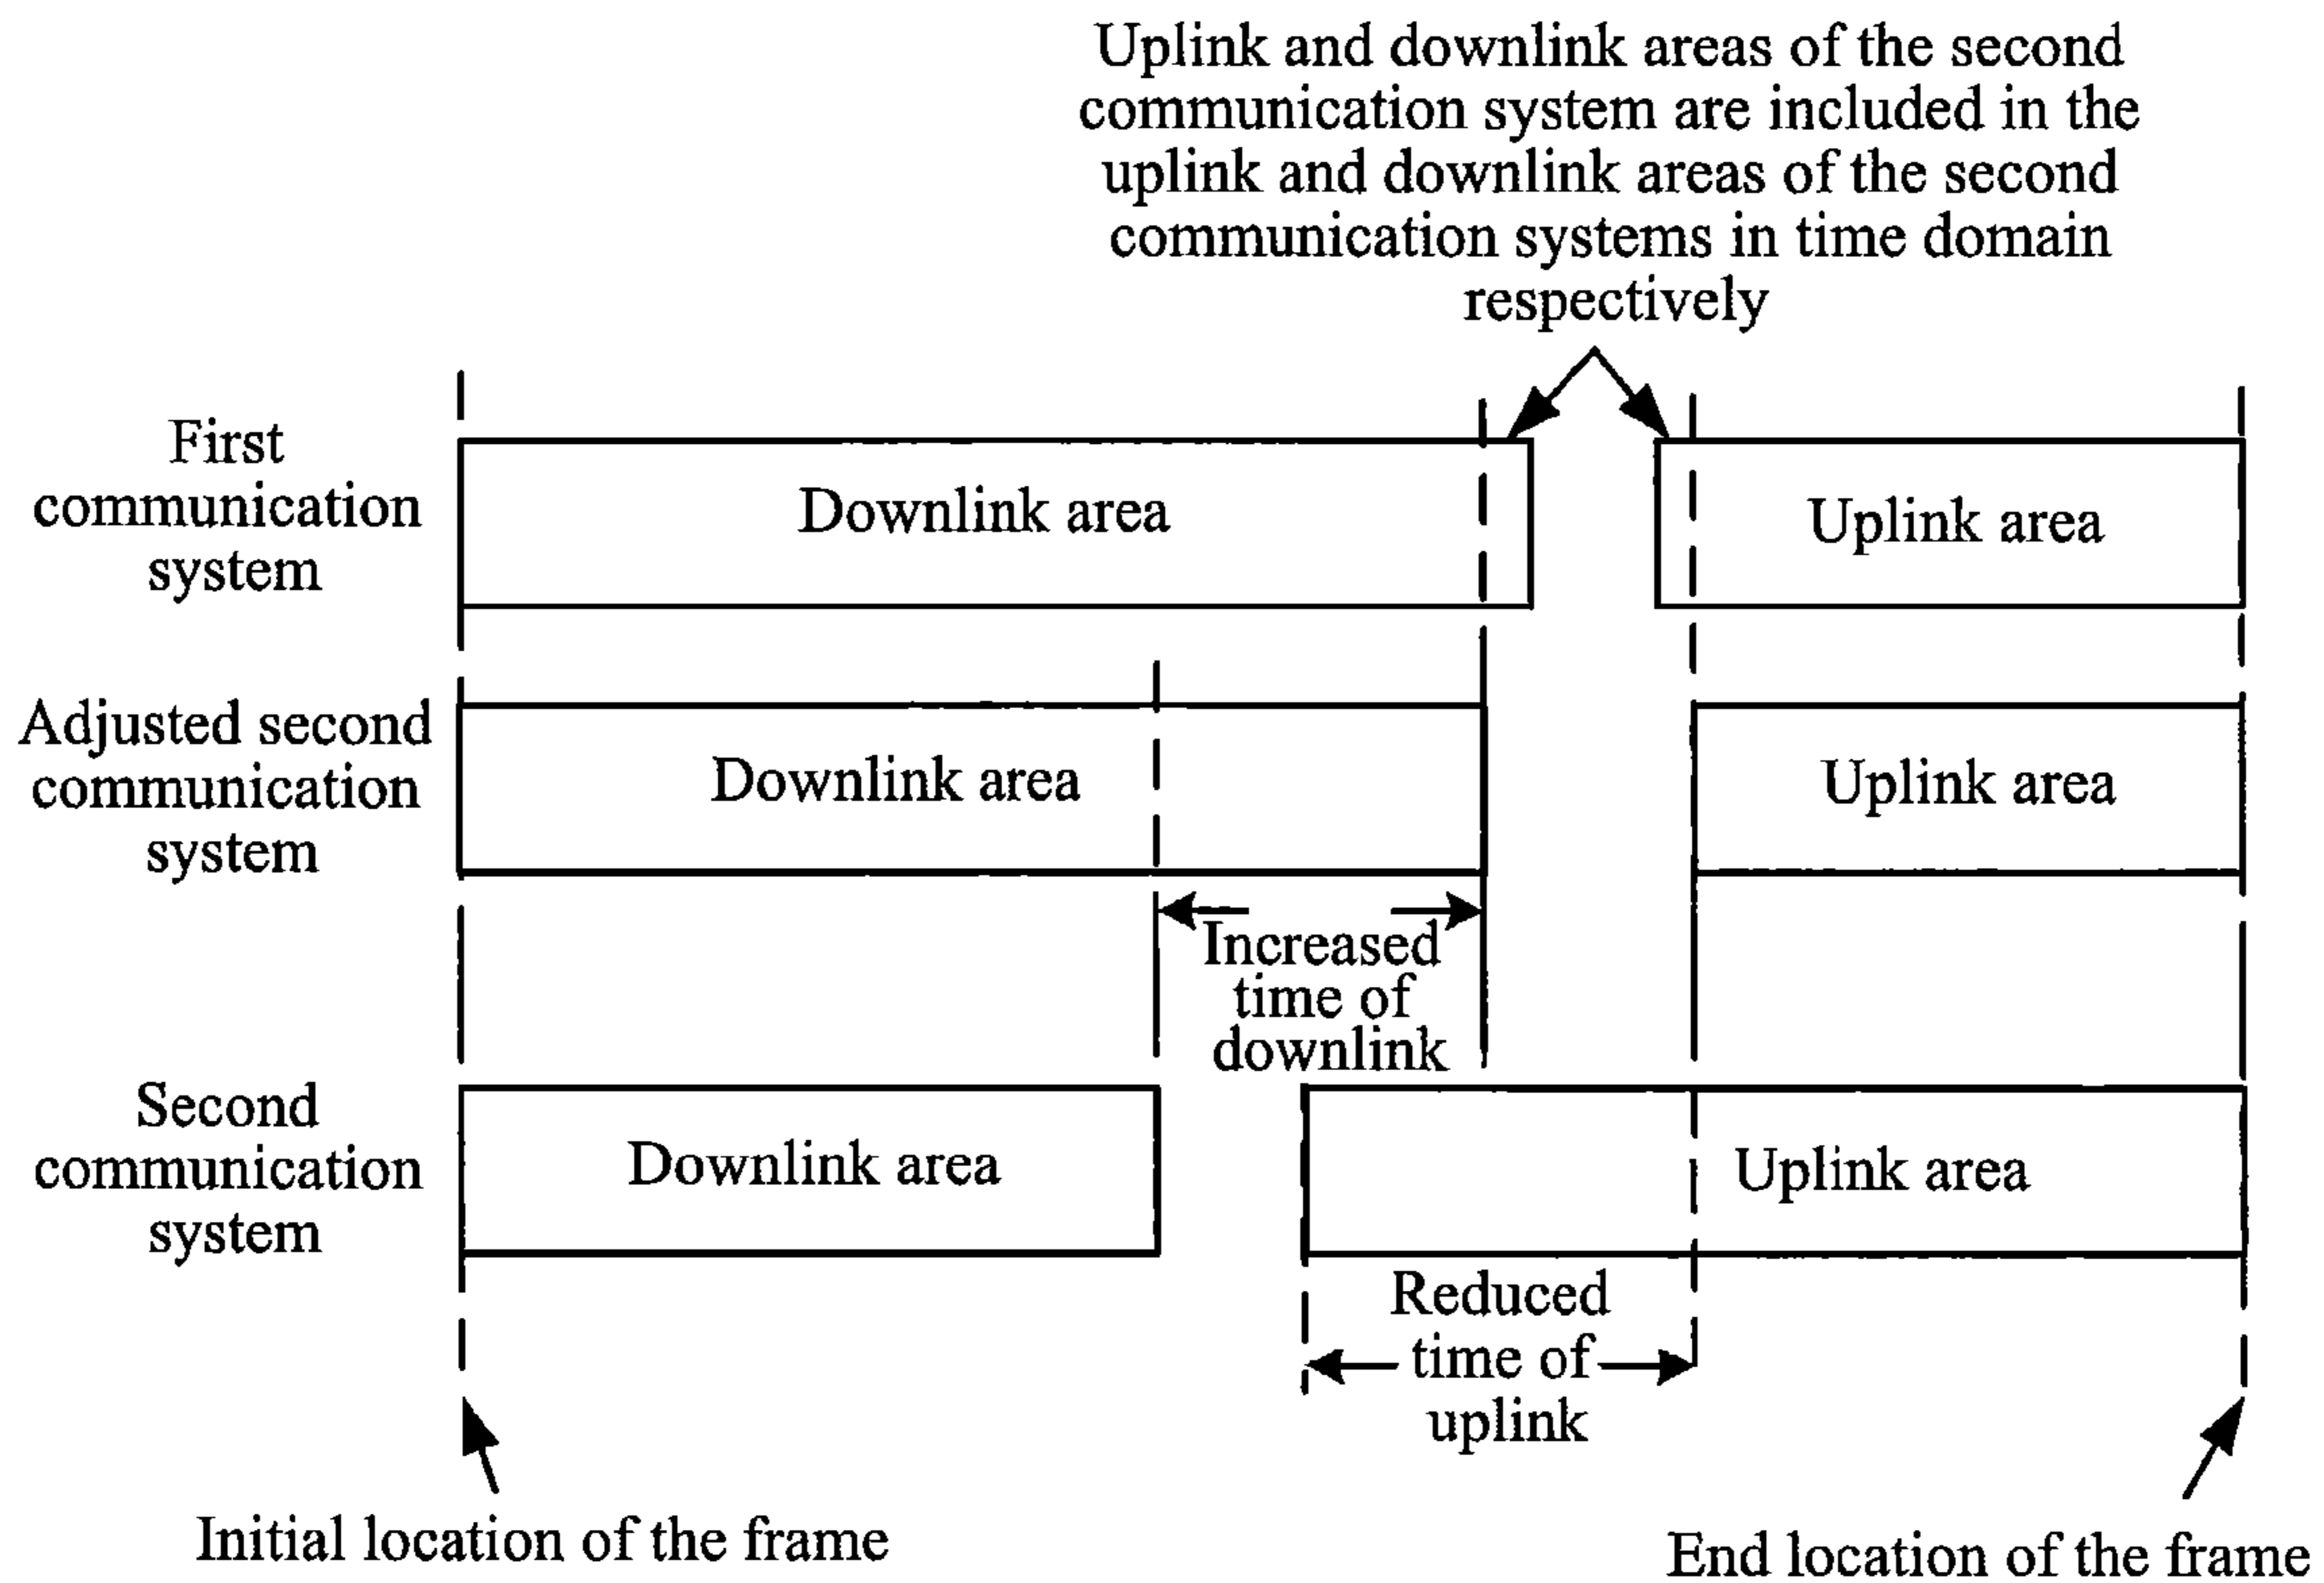 Uplink and downlink areas of the second
communication system are included in the
uplink and downlink areas of the second
communication systems in time domain
respectively
First
communication
system
Downlink area
Uplink area
Adjusted second
communication
system
Downlink area
Uplink area
Increased
time of
downlink
Second
communication
system
Downlink area
Uplink area
Reduced
time of
uplink
Initial location of the frame
End location of the frame